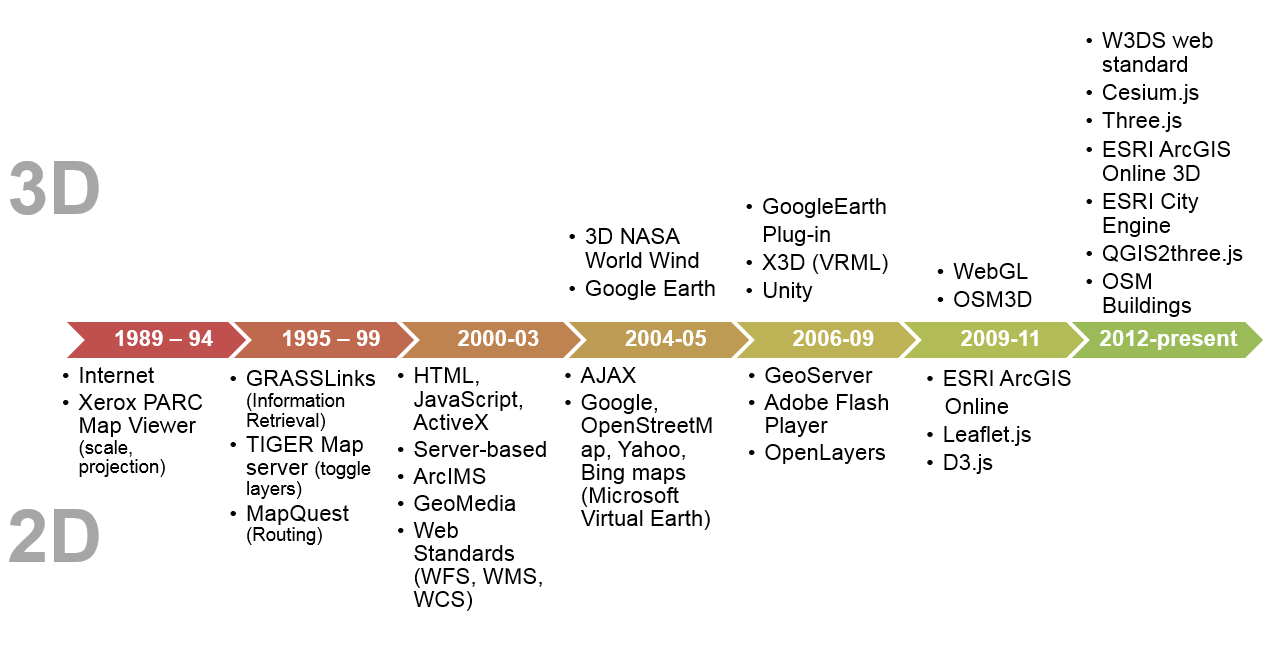 3D
• 3D NASA
World Wind
• Google Earth
• GoogleEarth
Plug-in
• X3D (VRML)
• Unity
• WebGL
• OSM3D
• W3DS web
standard
• Cesium.js
• Three.js
• ESRI ArcGIS
Online 3D
• ESRI City
Engine
• QGIS2three.js
• OSM
Buildings
1989 – 94
1995 – 99
2000-03
2004-05
2006-09
2009-11
2012-present
2D
• Internet
• Xerox PARC
Map Viewer
(scale,
projection)
• GRASSLinks
(Information
Retrieval)
• TIGER Map
server (toggle
layers)
• MapQuest
(Routing)
• HTML,
JavaScript,
ActiveX
• Server-based
• ArcIMS
• GeoMedia
• Web
Standards
(WFS, WMS,
WCS)
• AJAX
• Google,
OpenStreetM
ap, Yahoo,
Bing maps
(Microsoft
Virtual Earth)
• GeoServer
• Adobe Flash
Player
• OpenLayers
• ESRI ArcGIS
Online
• Leaflet.js
• D3.js